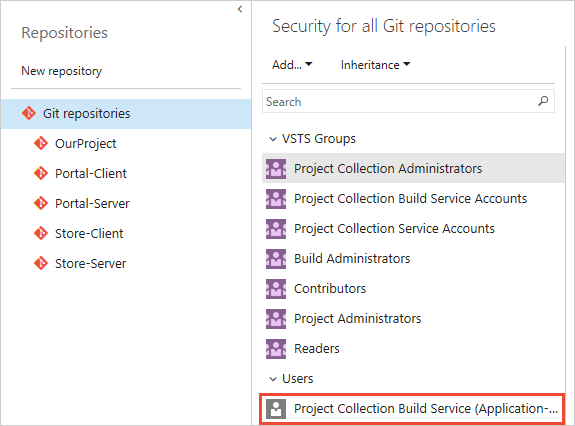 Repositories
New repository
Git repositories
OurProject
Portal-Client
Portal-Server
Store-Client
Store-Server
Security for all Git repositories
Add... Inheritance
Search
VSTS Groups
Project Collection Administrators
Project Collection Build Service Accounts
Project Collection Service Accounts
Build Administrators
Contributors
Project Administrators
Readers
Users
Project Collection Build Service (Application-...